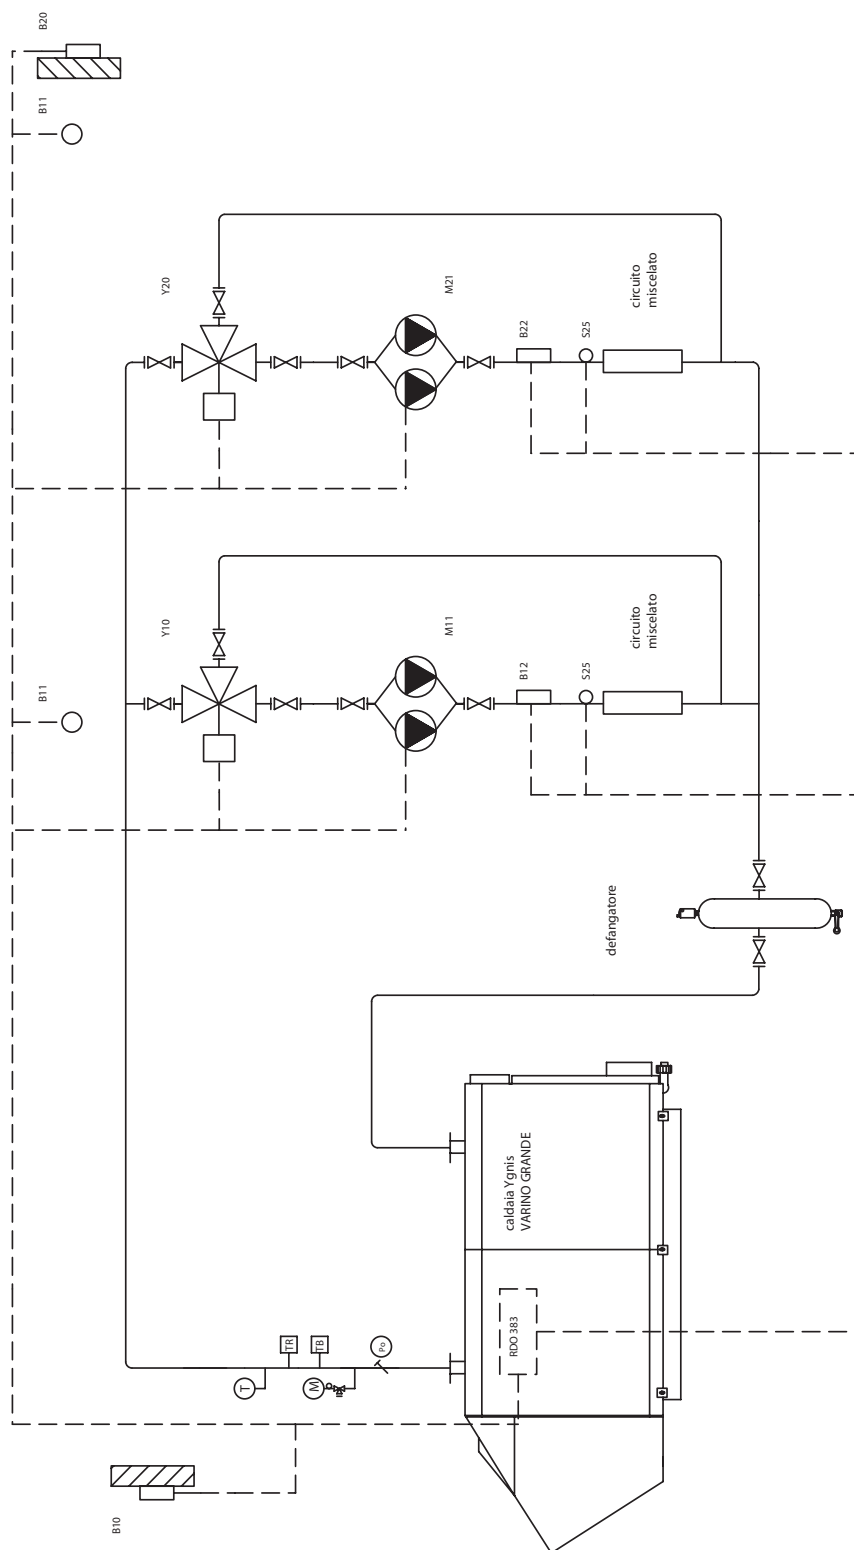 B20
B11
Y20
M21
B22
S25
circuito
miscelato
Y10
M11
B12
S25
circuito
miscelato
B11
defangatore
caldaia Ygnis
VARINO GRANDE
RDO 383
TR
TB
T
M
Po
B10